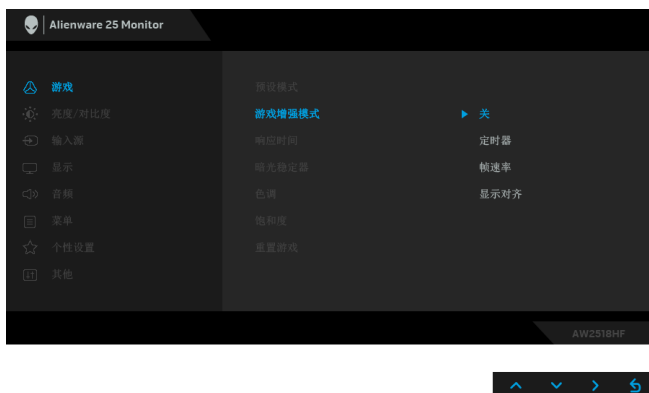 Alienware 25 Monitor
游戏 预设模式
亮度/对比度 游戏增强模式 关
输入源 响应时间 定时器
显示 暗光稳定器 帧速率
音频 色调 显示对齐
菜单 饱和度
个性设置 重置游戏
其他
AW2518HF